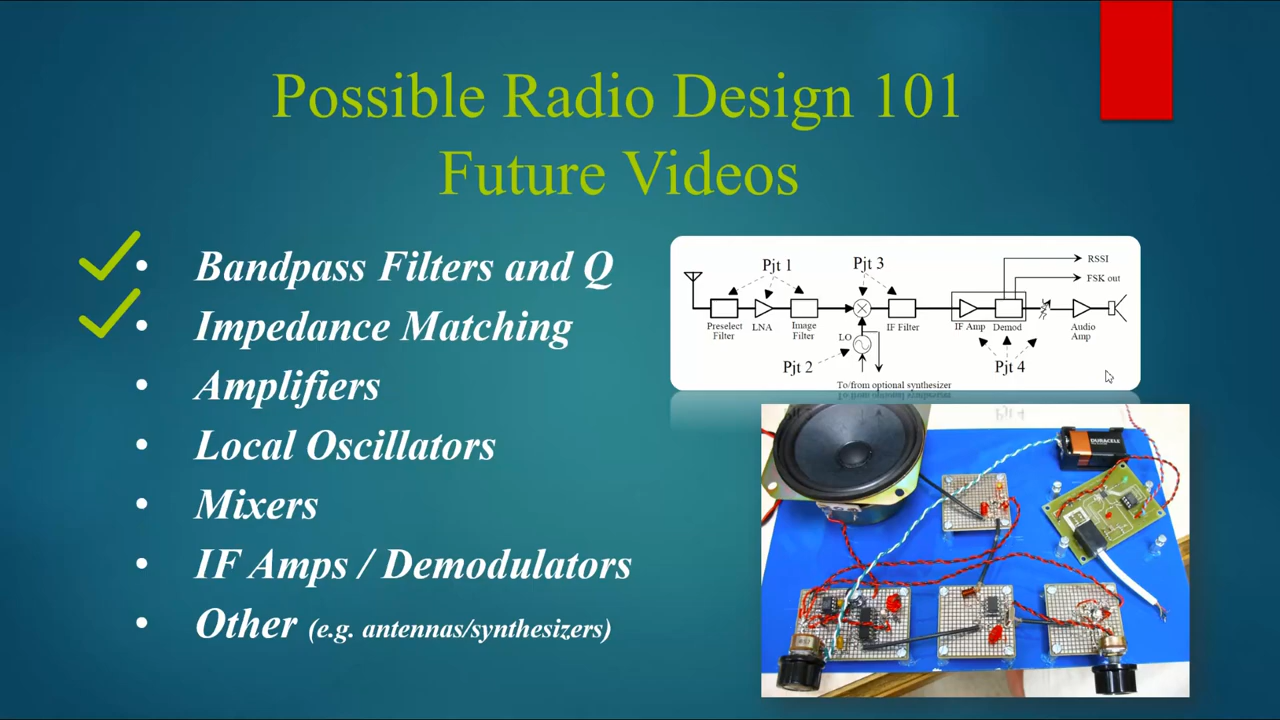 Possible Radio Design 101
Future Videos
• Bandpass Filters and Q
• Impedance Matching
• Amplifiers
• Local Oscillators
• Mixers
• IF Amps / Demodulators
• Other (e.g. antennas/synthesizers)
Pjt 1
Pjt 3
RSSI
FSK out
Preselect
Filter
LNA
Image
Filter
LO
IF Filter
IF Amp
Demod
Audio
Amp
Pjt 2
Pjt 4
To/from optional synthesizer
DURACELL